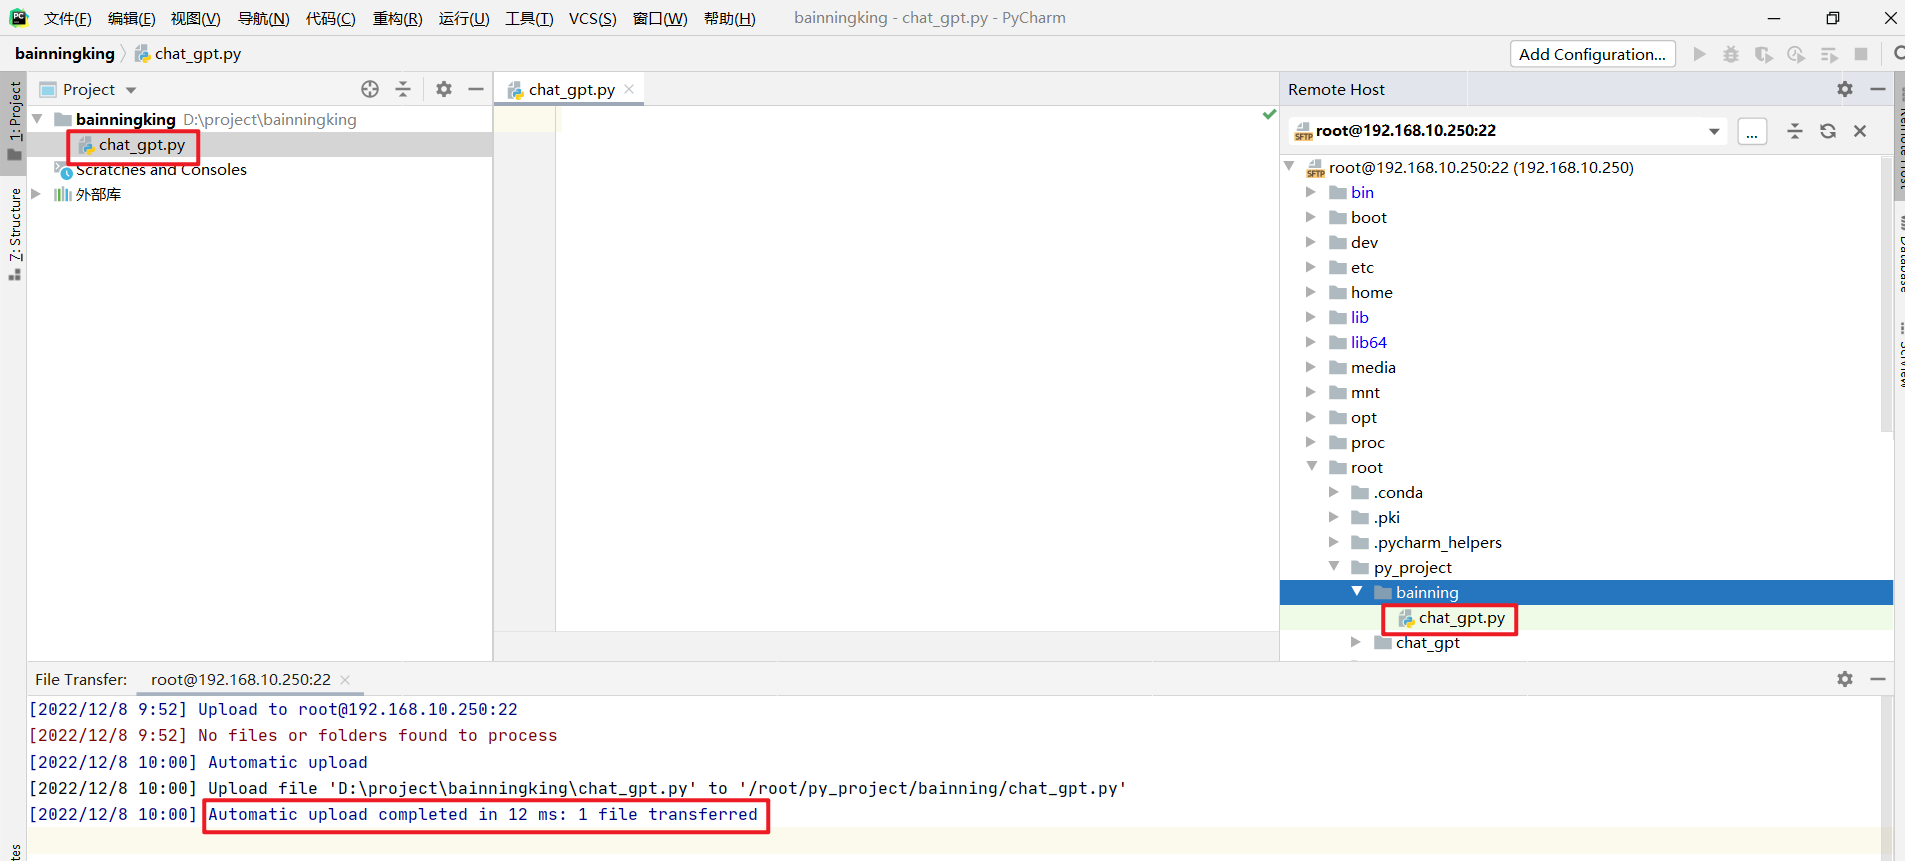 文件(F) 编辑(E) 视图(V) 导航(N) 代码(C) 重构(R) 运行(U) 工具(T) VCS(S) 窗口(W) 帮助(H) bainningking - chat_gpt.py - PyCharm
bainningking chat_gpt.py Add Configuration...
1: Project
7: Structure
Project
bainningking D:\project\bainningking
chat_gpt.py
Scratches and Consoles
外部库
chat_gpt.py
Remote Host
SFTP root@192.168.10.250:22 ...
SFTP root@192.168.10.250:22 (192.168.10.250)
bin
boot
dev
etc
home
lib
lib64
media
mnt
opt
proc
root
.conda
.pki
.pycharm_helpers
py_project
bainning
chat_gpt.py
chat_gpt
Remote Host
Database
SciView
File Transfer: root@192.168.10.250:22
[2022/12/8 9:52] Upload to root@192.168.10.250:22
[2022/12/8 9:52] No files or folders found to process
[2022/12/8 10:00] Automatic upload
[2022/12/8 10:00] Upload file 'D:\project\bainningking\chat_gpt.py' to '/root/py_project/bainning/chat_gpt.py'
[2022/12/8 10:00] Automatic upload completed in 12 ms: 1 file transferred